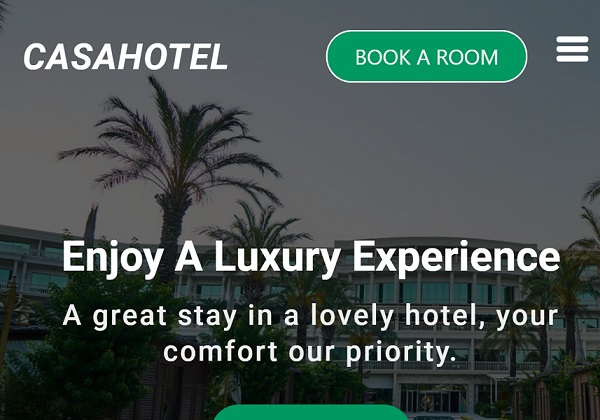 CASAHOTEL
BOOK A ROOM
Enjoy A Luxury Experience
A great stay in a lovely hotel, your
comfort our priority.